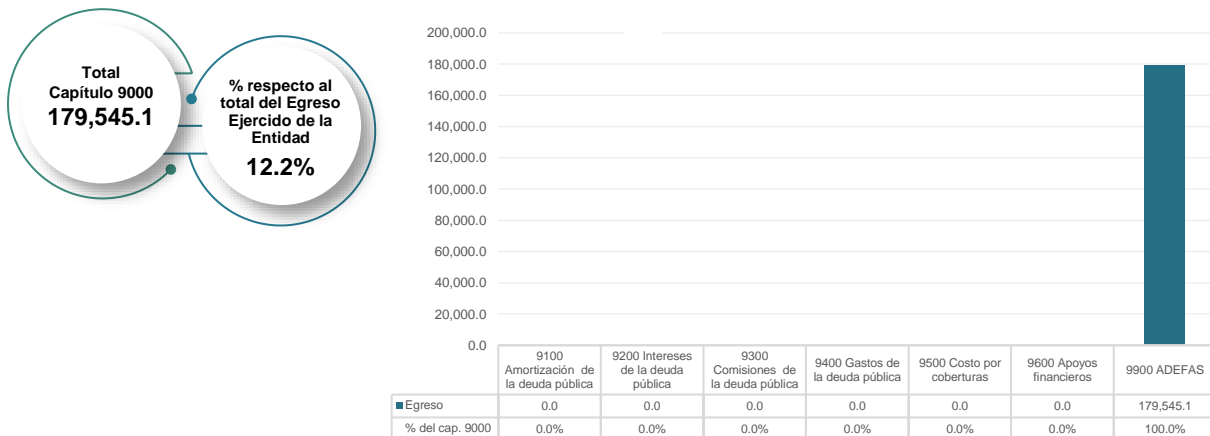 Total
Capítulo 9000
179,545.1
% respecto al
total del Egreso
Ejercido de la
Entidad
12.2%
200,000.0
180,000.0
160,000.0
140,000.0
120,000.0
100,000.0
80,000.0
60,000.0
40,000.0
20,000.0
0.0
9100
Amortización de
la deuda pública
9200 Intereses
de la deuda
pública
9300
Comisiones de
la deuda pública
9400 Gastos de
la deuda pública
9500 Costo por
coberturas
9600 Apoyos
financieros
9900 ADEFAS
Egreso 0.0 0.0 0.0 0.0 0.0 0.0 179,545.1
% del cap. 9000 0.0% 0.0% 0.0% 0.0% 0.0% 0.0% 100.0%